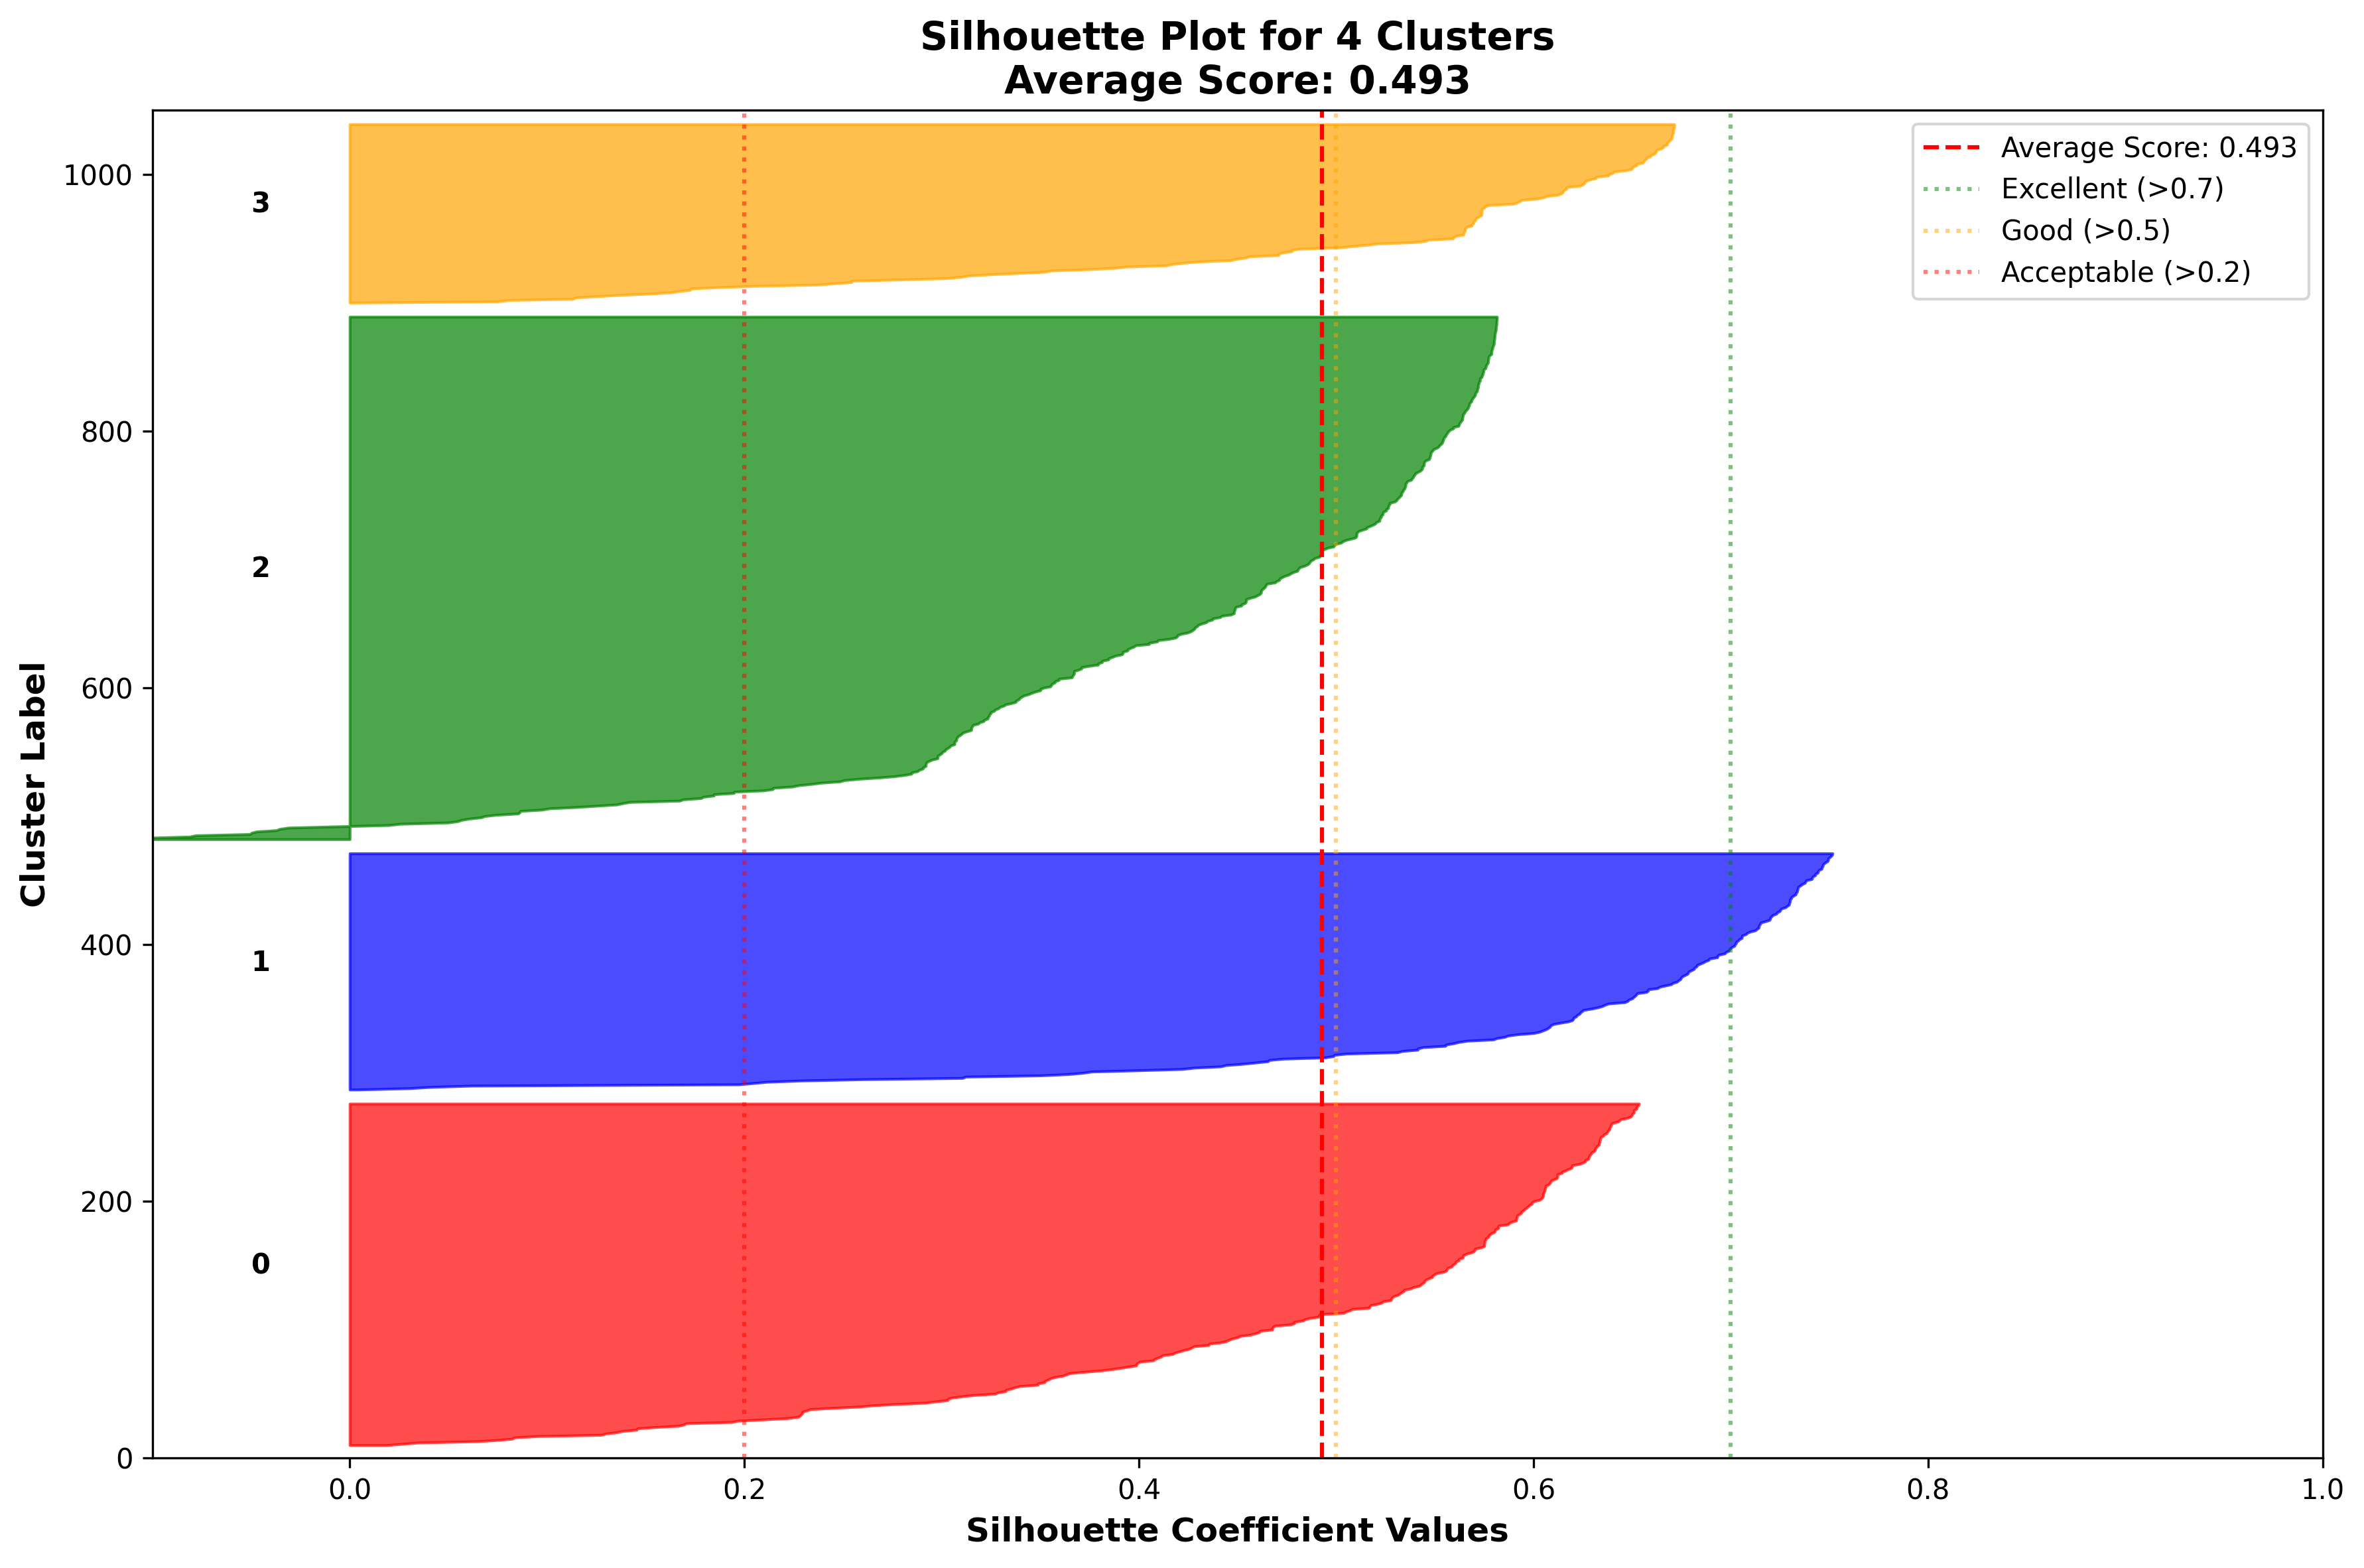 Silhouette Plot for 4 Clusters
Average Score: 0.493
Average Score: 0.493
Excellent (>0.7)
Good (>0.5)
Acceptable (>0.2)
1000
800
600
400
200
0
Cluster Label
3
2
1
0
0.0
0.2
0.4
0.6
0.8
1.0
Silhouette Coefficient Values